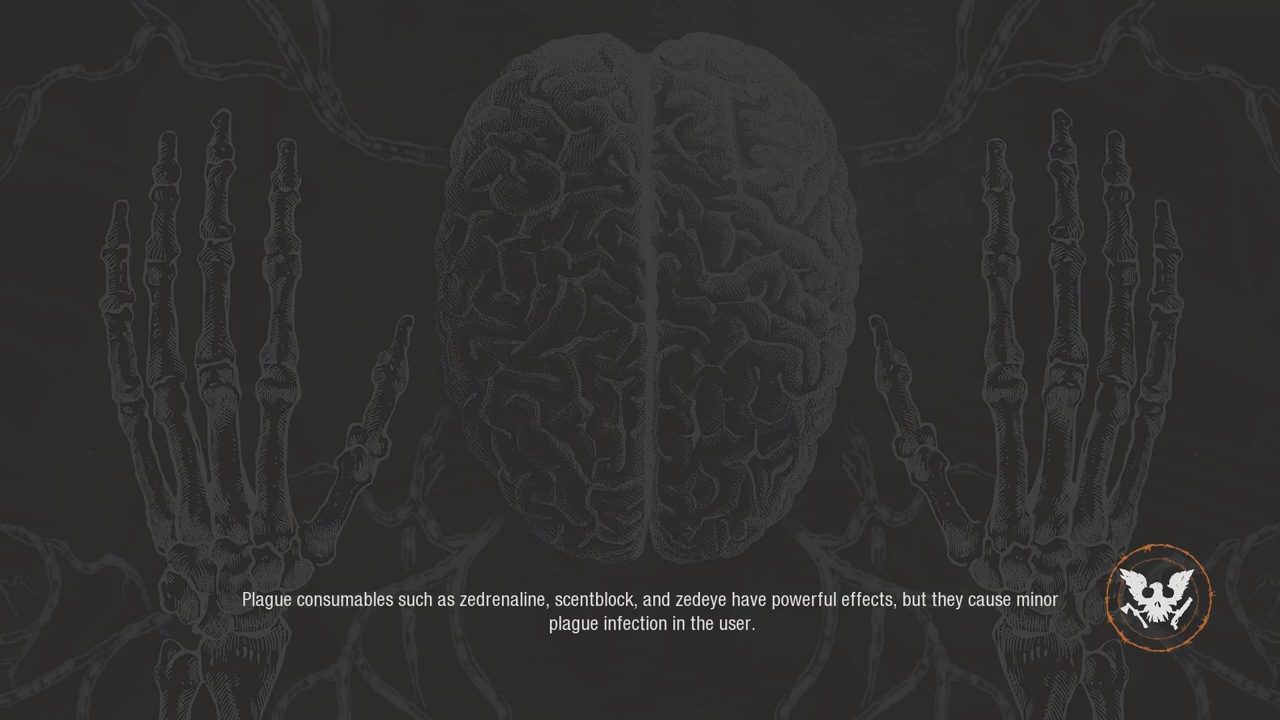 Plague consumables such as zedrenaline, scentblock, and zedeye have powerful effects, but they cause minor
plague infection in the user.